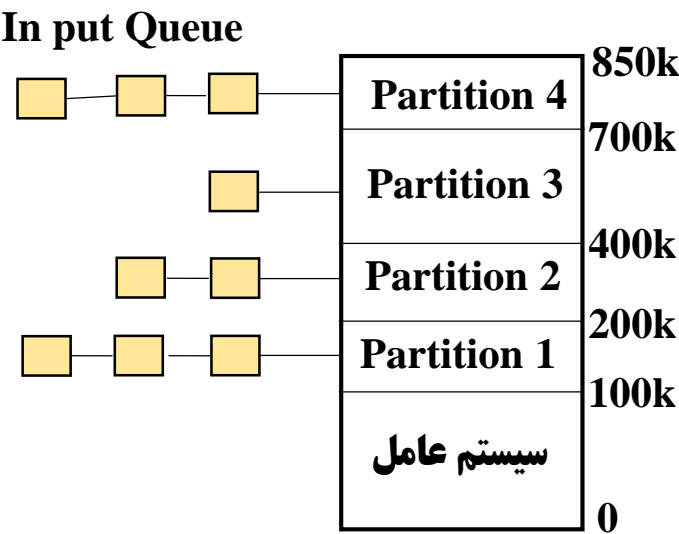 In put Queue
850k
Partition 4
700k
Partition 3
400k
Partition 2
200k
Partition 1
100k
سیستم عامل
0